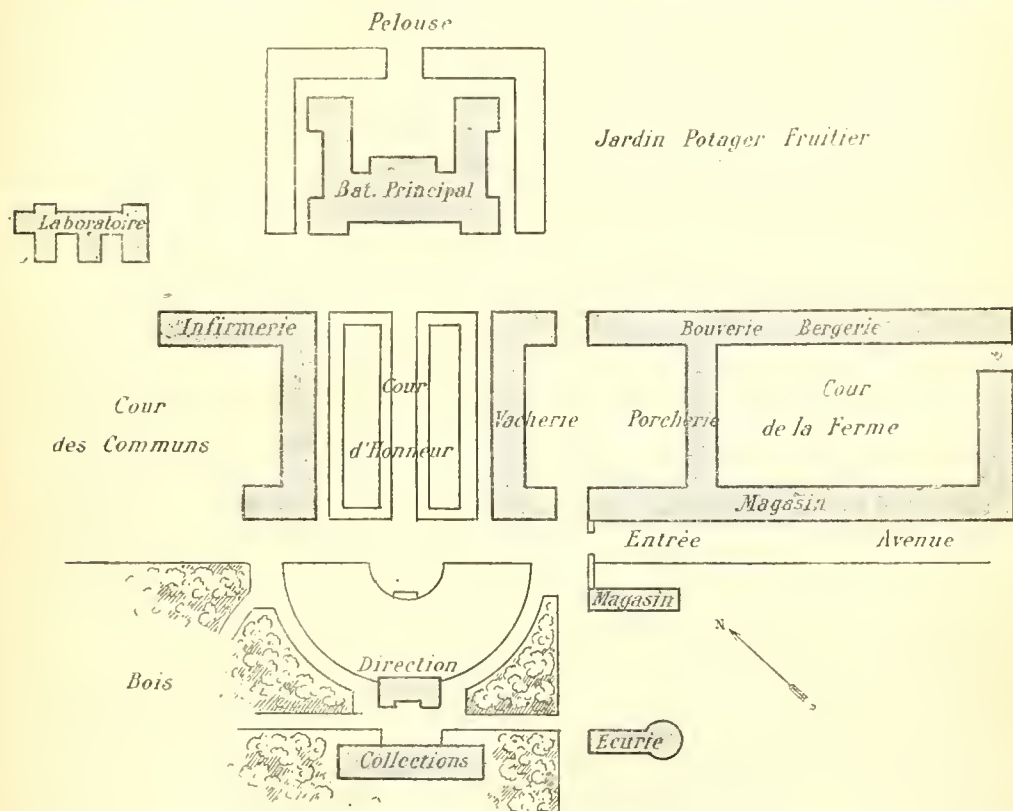 Pelouse
Jardin Potager Fruitier
Bat. Principal
Laboratoire
Infirmerie
Bouverie Bergerie
Cour
des Communs
Cour
d'Honneur
Vacherie
Porcherie
Cour
de la Ferme
Magasin
Entrée Avenue
Magasin
N
Direction
Bois
Ecurie
Collections